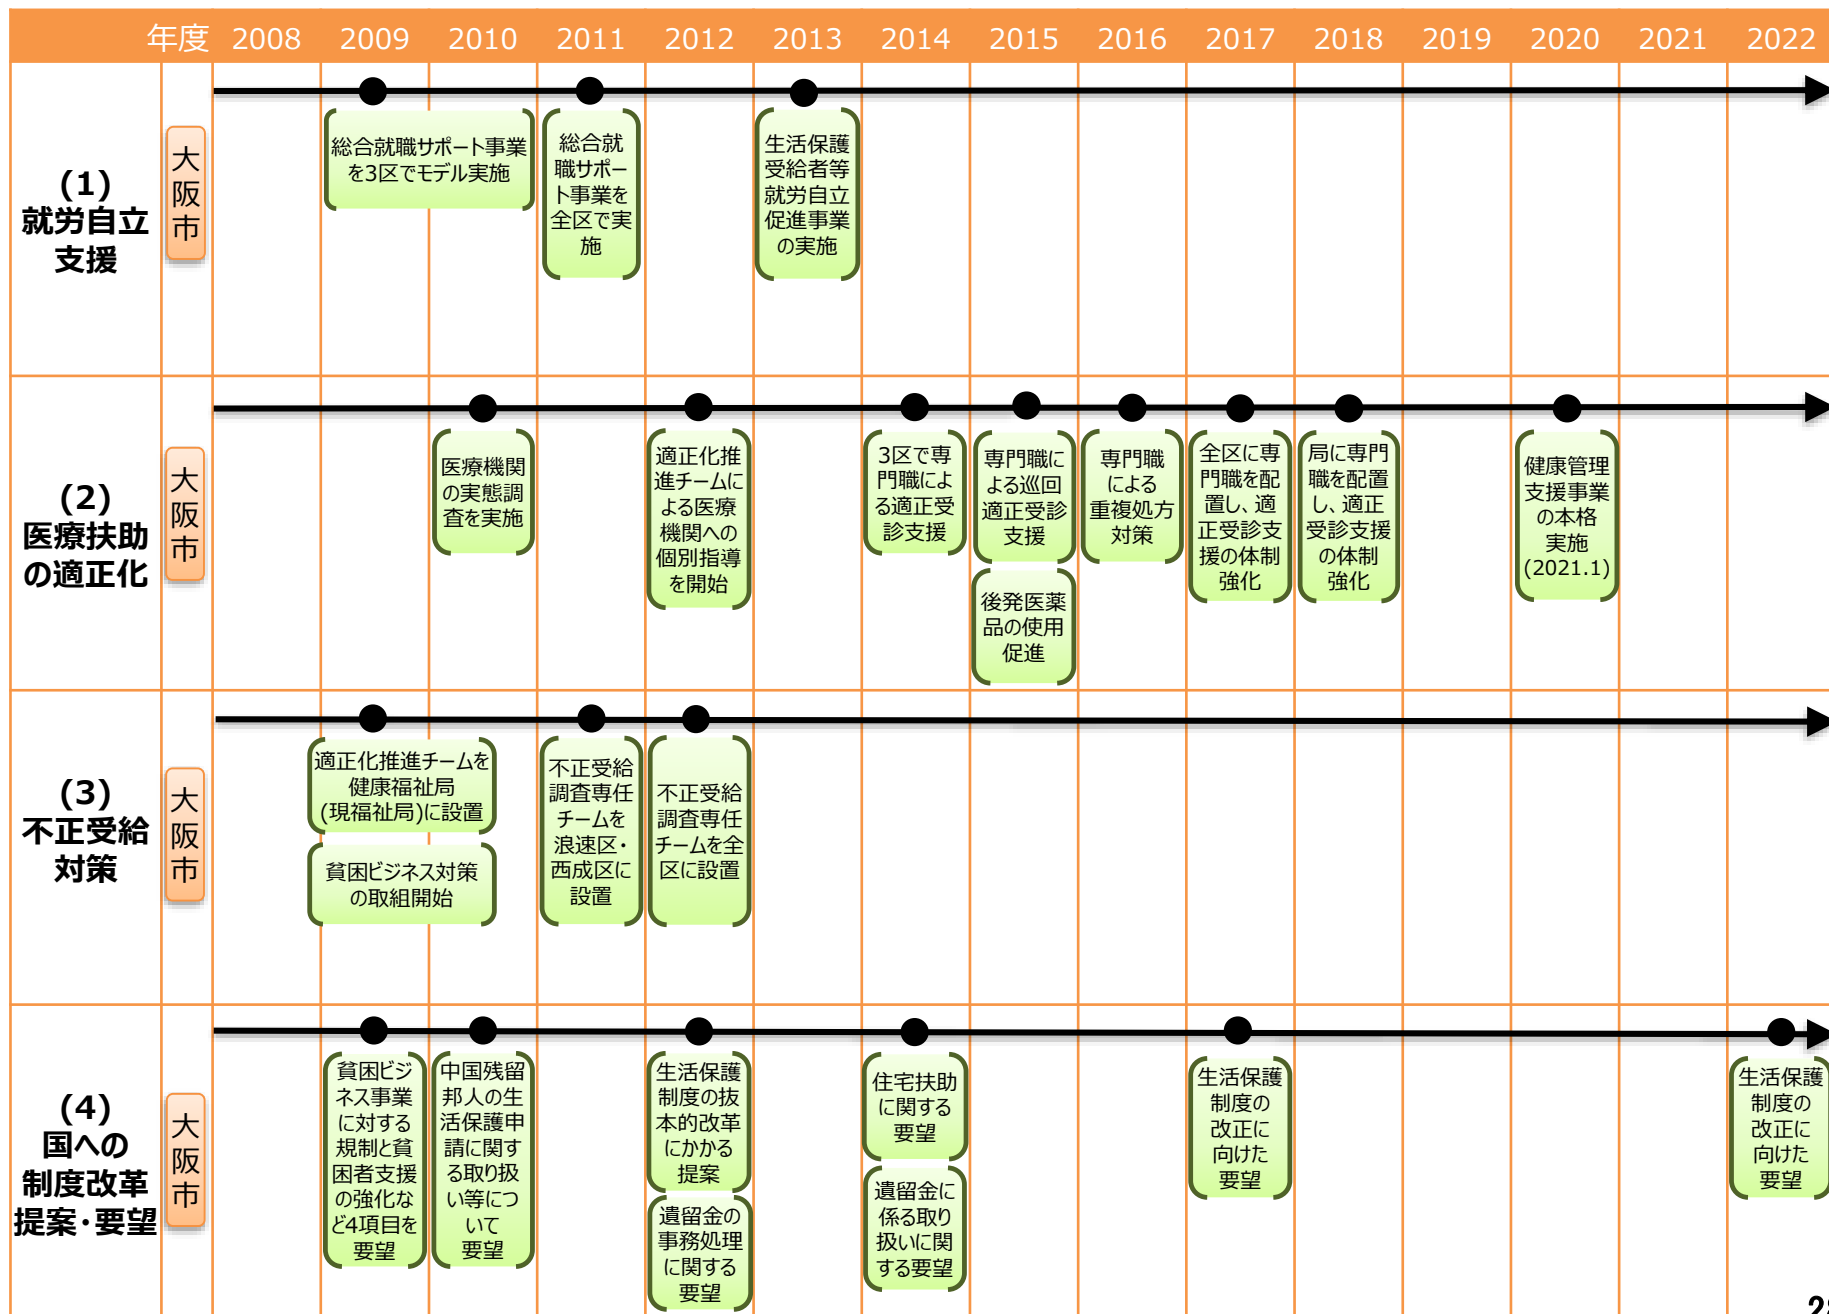 年度 2008 2009 2010 2011 2012 2013 2014 2015 2016 2017 2018 2019 2020 2021 2022
(1)
就労自立
支援
大
阪
市
総合就職サポート事業
を3区でモデル実施
総合就
職サポー
ト事業を
全区で実
施
生活保護
受給者等
就労自立
促進事業
の実施
(2)
医療扶助
の適正化
大
阪
市
医療機関
の実態調
査を実施
適正化推
進チームに
よる医療
機関への
個別指導
を開始
3区で専
門職によ
る適正受
診支援
専門職に
よる巡回
適正受診
支援
後発医薬
品の使用
促進
専門職
による
重複処方
対策
全区に専
門職を配
置し、適
正受診支
援の体制
強化
局に専門
職を配置
し、適正
受診支援
の体制
強化
健康管理
支援事業
の本格
実施
(2021.1)
(3)
不正受給
対策
大
阪
市
適正化推進チームを
健康福祉局
(現福祉局)に設置
貧困ビジネス対策
の取組開始
不正受給
調査専任
チームを
浪速区・
西成区に
設置
不正受給
調査専任
チームを全
区に設置
(4)
国への
制度改革
提案・要望
大
阪
市
貧困ビジ
ネス事業
に対する
規制と貧
困者支援
の強化な
ど4項目を
要望
中国残留
邦人の生
活保護申
請に関す
る取り扱
い等につ
いて
要望
生活保護
制度の抜
本的改革
にかかる
提案
遺留金の
事務処理
に関する
要望
住宅扶助
に関する
要望
遺留金に
係る取り
扱いに関
する要望
生活保護
制度の
改正に
向けた
要望
生活保護
制度の
改正に
向けた
要望